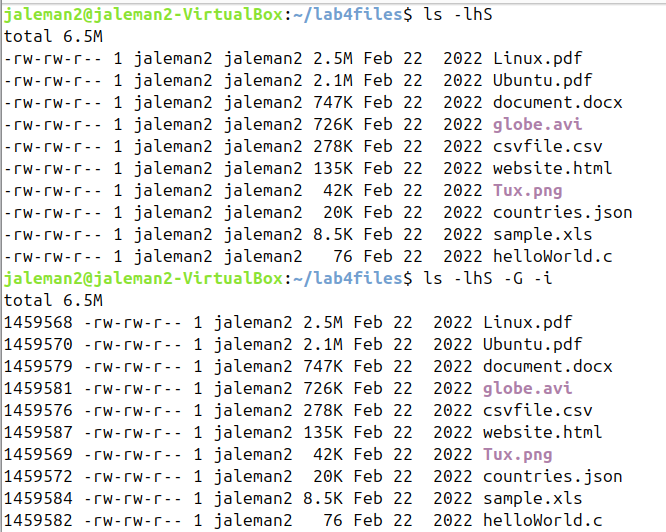 jaleman2@jaleman2-VirtualBox:~/lab4files$ ls -lhS
total 6.5M
-rw-rw-r-- 1 jaleman2 jaleman2 2.5M Feb 22  2022 Linux.pdf
-rw-rw-r-- 1 jaleman2 jaleman2 2.1M Feb 22  2022 Ubuntu.pdf
-rw-rw-r-- 1 jaleman2 jaleman2 747K Feb 22  2022 document.docx
-rw-rw-r-- 1 jaleman2 jaleman2 726K Feb 22  2022 globe.avi
-rw-rw-r-- 1 jaleman2 jaleman2 278K Feb 22  2022 csvfile.csv
-rw-rw-r-- 1 jaleman2 jaleman2 135K Feb 22  2022 website.html
-rw-rw-r-- 1 jaleman2 jaleman2  42K Feb 22  2022 Tux.png
-rw-rw-r-- 1 jaleman2 jaleman2  20K Feb 22  2022 countries.json
-rw-rw-r-- 1 jaleman2 jaleman2 8.5K Feb 22  2022 sample.xls
-rw-rw-r-- 1 jaleman2 jaleman2   76 Feb 22  2022 helloWorld.c
jaleman2@jaleman2-VirtualBox:~/lab4files$ ls -lhS -G -i
total 6.5M
1459568 -rw-rw-r-- 1 jaleman2 2.5M Feb 22  2022 Linux.pdf
1459570 -rw-rw-r-- 1 jaleman2 2.1M Feb 22  2022 Ubuntu.pdf
1459579 -rw-rw-r-- 1 jaleman2 747K Feb 22  2022 document.docx
1459581 -rw-rw-r-- 1 jaleman2 726K Feb 22  2022 globe.avi
1459576 -rw-rw-r-- 1 jaleman2 278K Feb 22  2022 csvfile.csv
1459587 -rw-rw-r-- 1 jaleman2 135K Feb 22  2022 website.html
1459569 -rw-rw-r-- 1 jaleman2  42K Feb 22  2022 Tux.png
1459572 -rw-rw-r-- 1 jaleman2  20K Feb 22  2022 countries.json
1459584 -rw-rw-r-- 1 jaleman2 8.5K Feb 22  2022 sample.xls
1459582 -rw-rw-r-- 1 jaleman2   76 Feb 22  2022 helloWorld.c